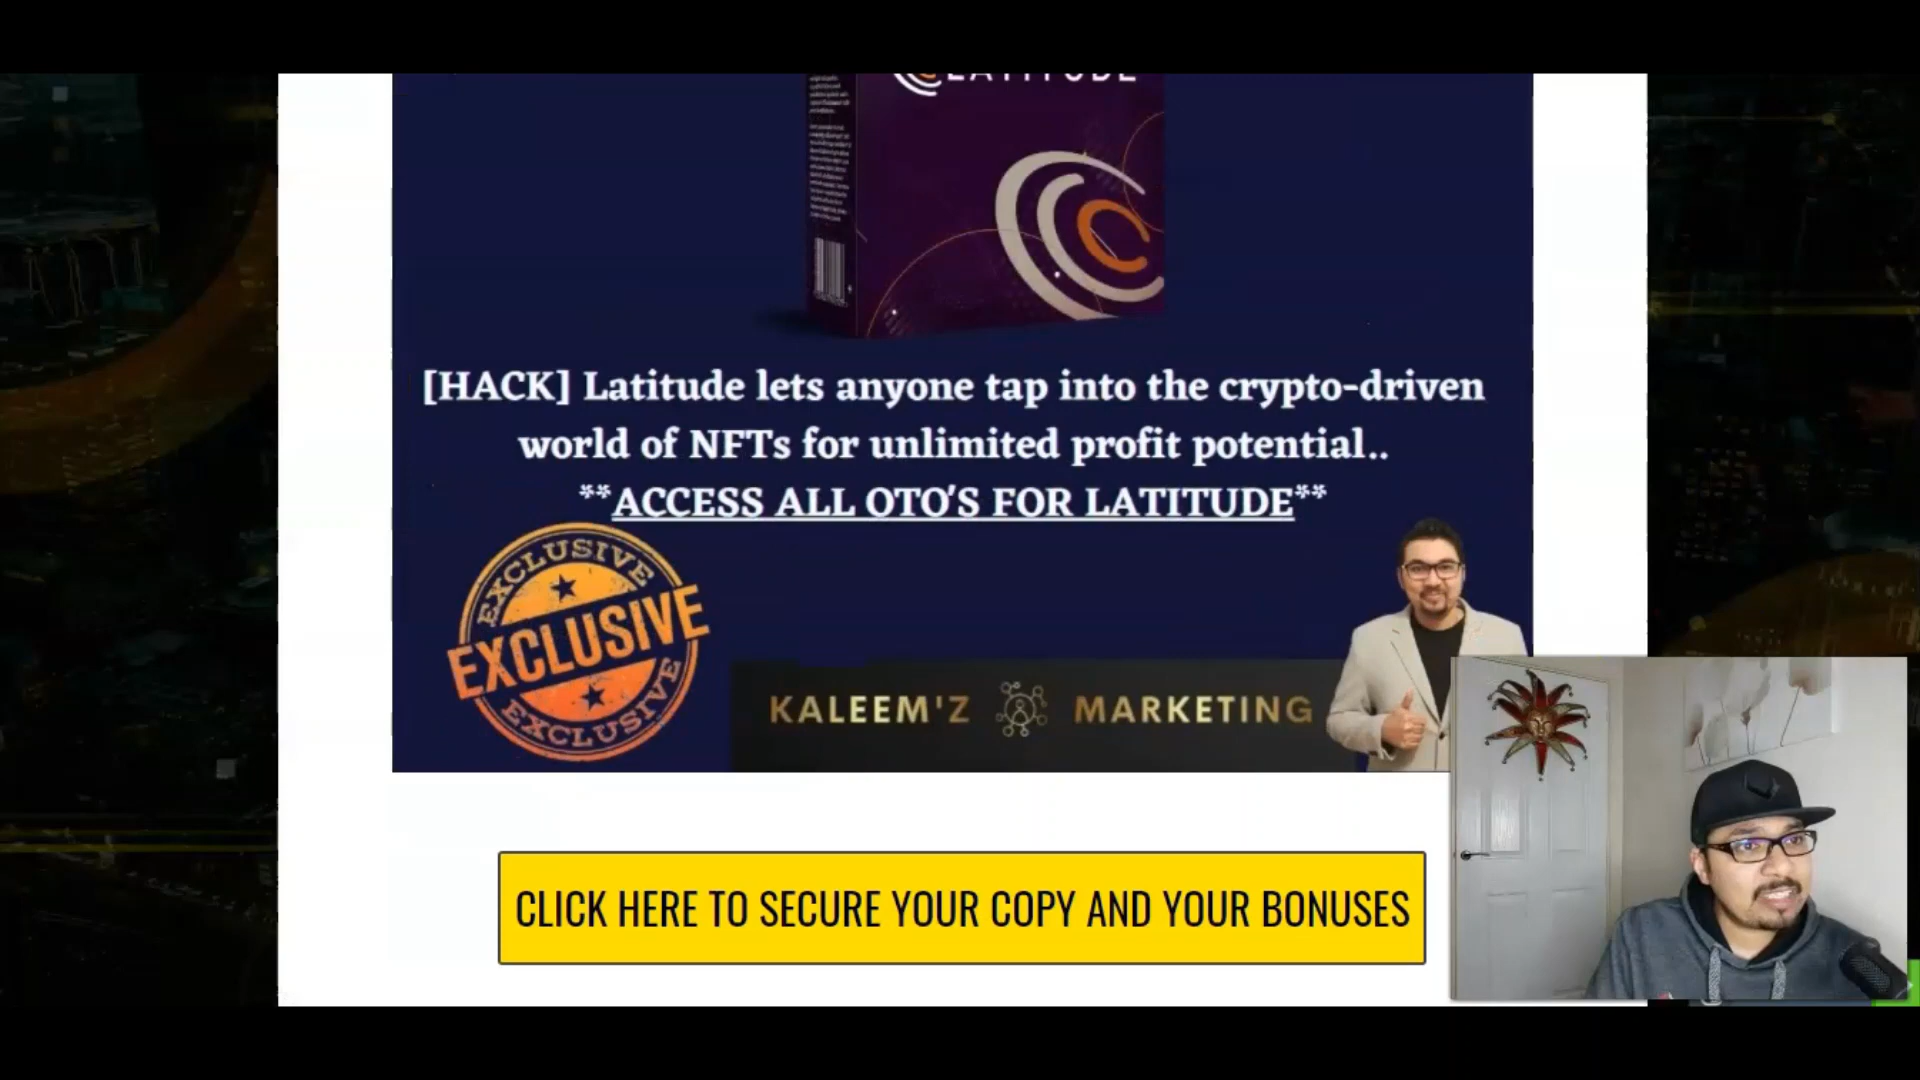 LATITUDE
[HACK] Latitude lets anyone tap into the crypto-driven
world of NFTs for unlimited profit potential..
**ACCESS ALL OTO'S FOR LATITUDE**
EXCLUSIVE
EXCLUSIVE
EXCLUSIVE
KALEEM'Z MARKETING
CLICK HERE TO SECURE YOUR COPY AND YOUR BONUSES